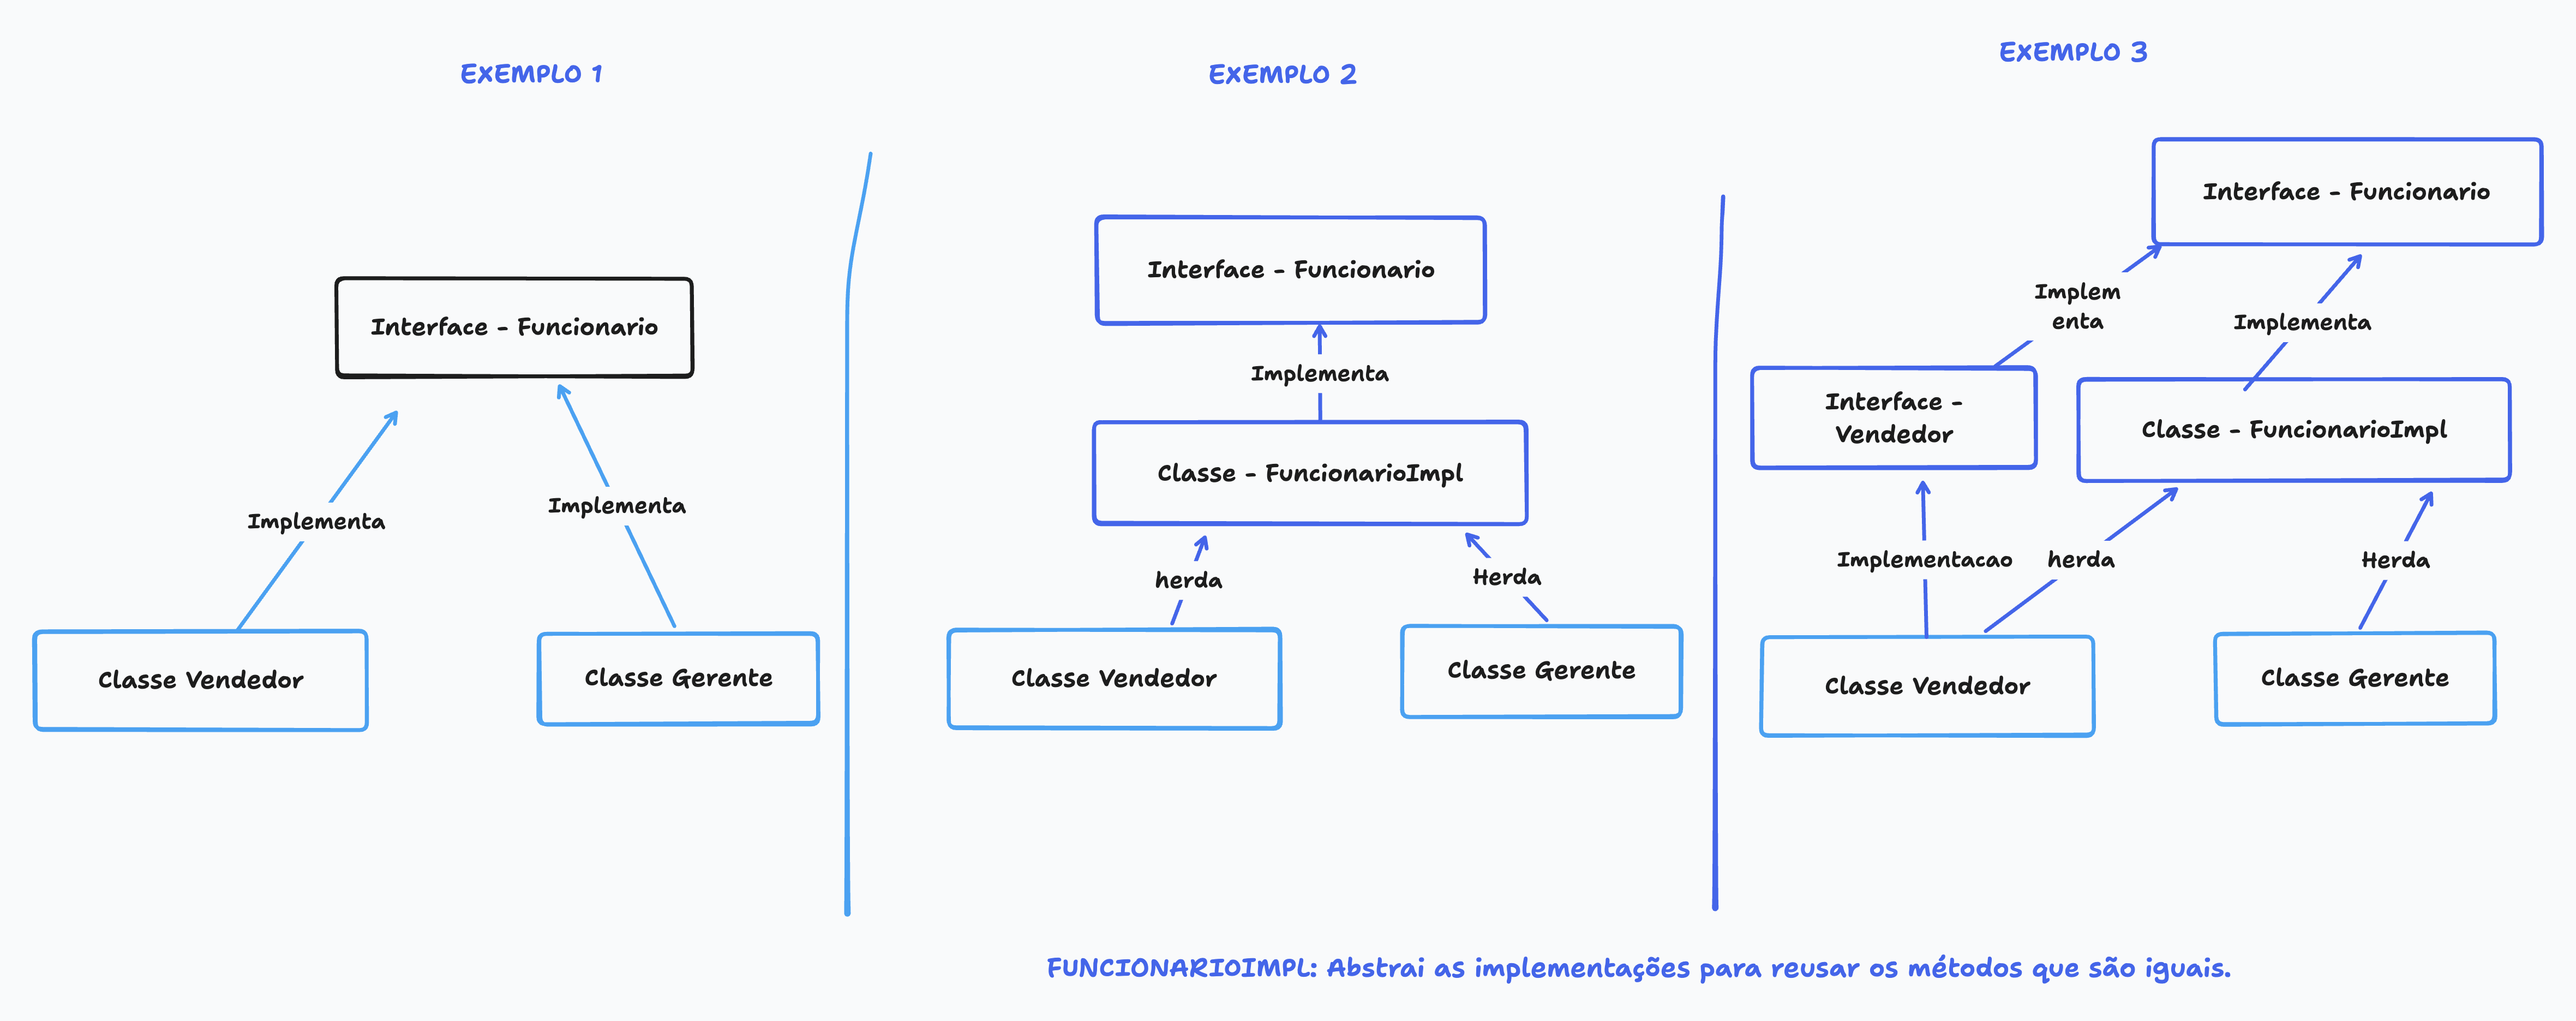 EXEMPLO 1
Interface - Funcionario
Implementa
Implementa
Classe Vendedor
Classe Gerente
EXEMPLO 2
Interface - Funcionario
Implementa
Classe - FuncionarioImpl
herda
Herda
Classe Vendedor
Classe Gerente
EXEMPLO 3
Interface - Funcionario
Implem
enta
Implementa
Interface -
Vendedor
Classe - FuncionarioImpl
Implementacao
herda
Herda
Classe Vendedor
Classe Gerente
FUNCIONARIOIMPL: Abstrai as implementações para reusar os métodos que são iguais.